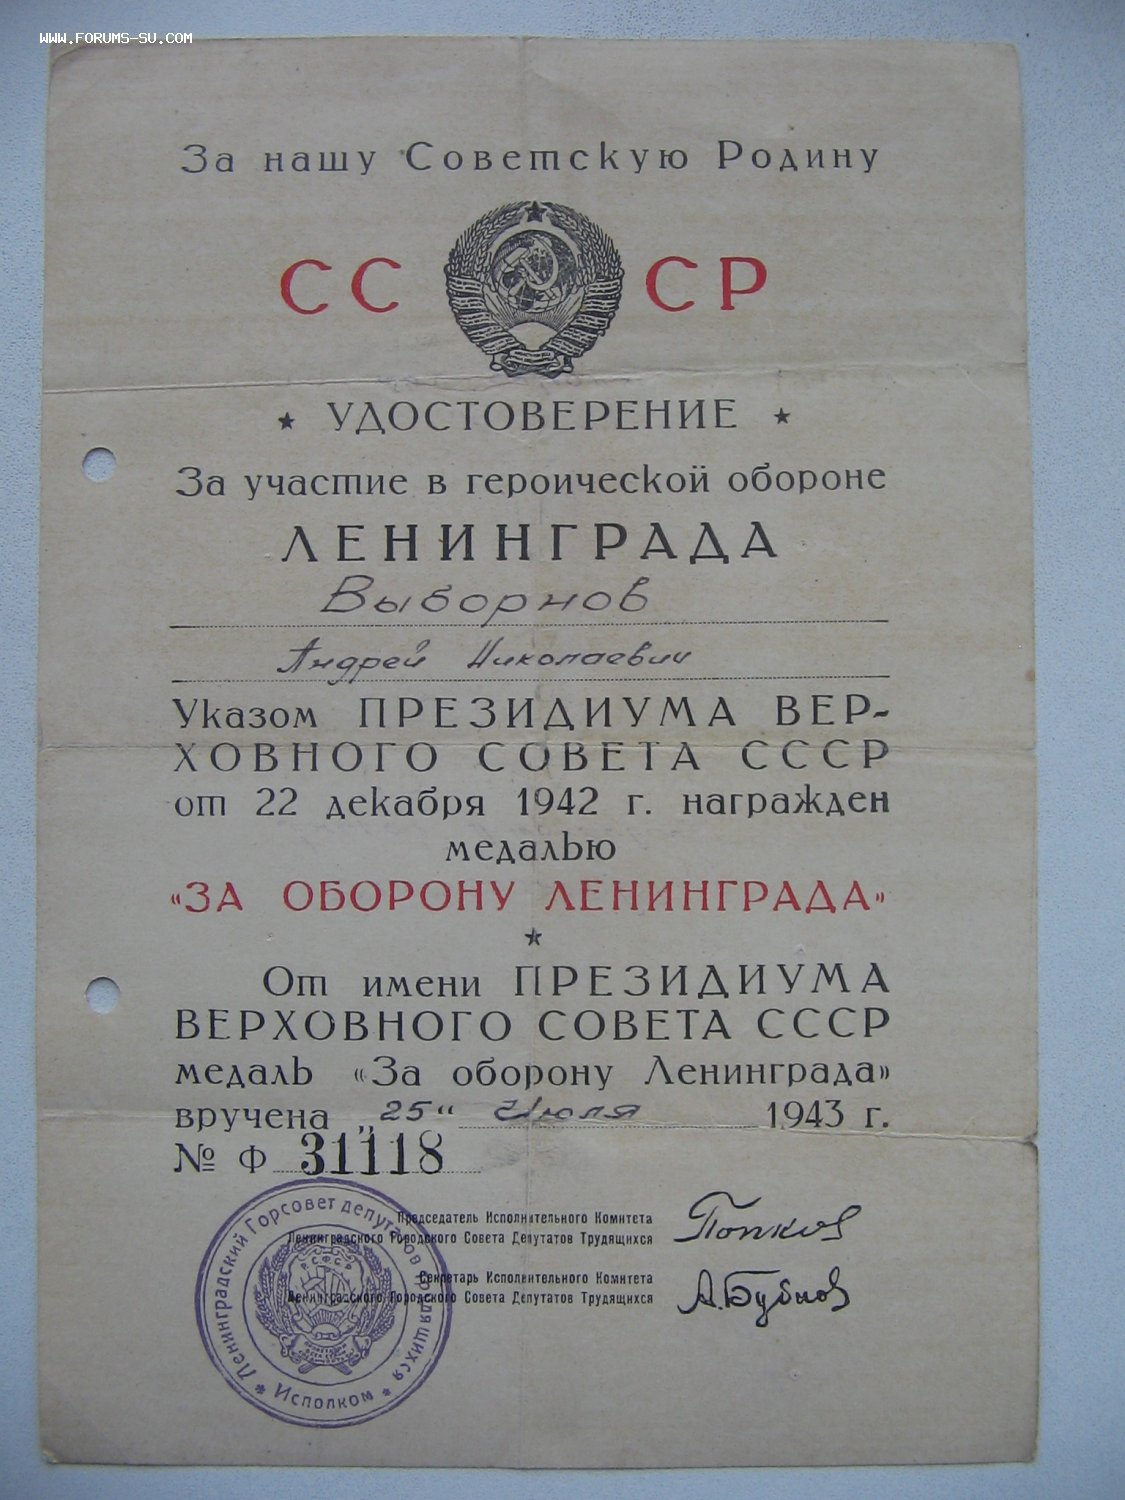 www.forums-su.com
За нашу Советскую Родину
СССР
★ УДОСТОВЕРЕНИЕ ★
За участие в героической обороне
ЛЕНИНГРАДА
Выборнов
Андрей Николаевич
Указом ПРЕЗИДИУМА ВЕР-
ХОВНОГО СОВЕТА СССР
от 22 декабря 1942 г. награжден
медалью
«ЗА ОБОРОНУ ЛЕНИНГРАДА»
★
От имени ПРЕЗИДИУМА
ВЕРХОВНОГО СОВЕТА СССР
медаль «За оборону Ленинграда»
вручена „25“ Июля 1943 г.
№ Ф 31118
Председатель Исполнительного Комитета
Ленинградского Городского Совета Депутатов Трудящихся
Попков
Секретарь Исполнительного Комитета
Ленинградского Городского Совета Депутатов Трудящихся
А.Бубнов
Ленинградский Горсовет депутатов трудящихся
★ Исполком ★
РСФСР